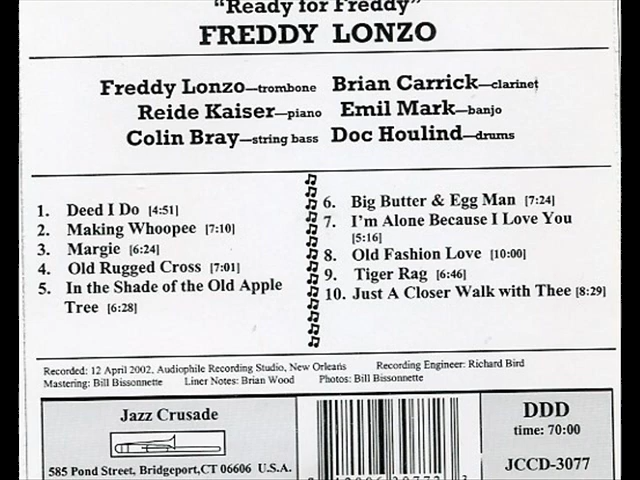 "Ready for Freddy"
FREDDY LONZO
Freddy Lonzo—trombone Brian Carrick—clarinet
Reide Kaiser—piano Emil Mark—banjo
Colin Bray—string bass Doc Houlind—drums
1. Deed I Do [4:51]
2. Making Whoopee [7:10]
3. Margie [6:24]
4. Old Rugged Cross [7:01]
5. In the Shade of the Old Apple
Tree [6:28]
6. Big Butter & Egg Man [7:24]
7. I'm Alone Because I Love You
[5:16]
8. Old Fashion Love [10:00]
9. Tiger Rag [6:46]
10. Just A Closer Walk with Thee [8:29]
Recorded: 12 April 2002, Audiophile Recording Studio, New Orleans Recording Engineer: Richard Bird
Mastering: Bill Bissonnette Liner Notes: Brian Wood Photos: Bill Bissonnette
Jazz Crusade
585 Pond Street, Bridgeport,CT 06606 U.S.A.
DDD
time: 70:00
JCCD-3077